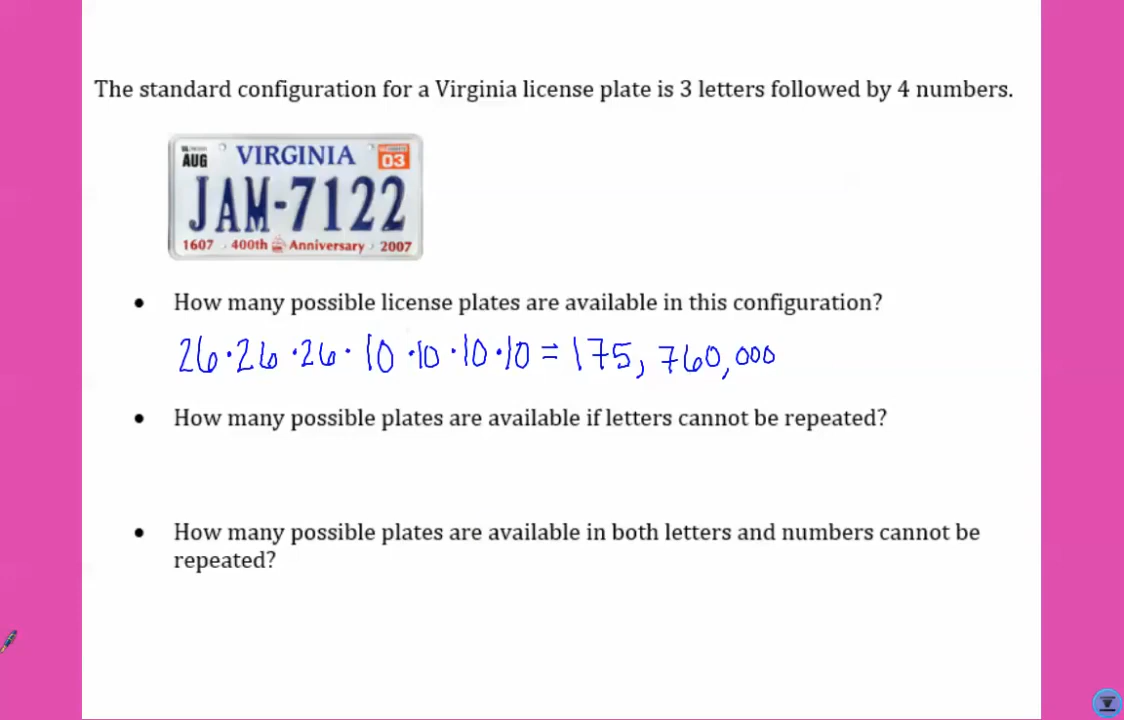 The standard configuration for a Virginia license plate is 3 letters followed by 4 numbers.
AUG VIRGINIA 03
JAM-7122
1607 400th Anniversary 2007
• How many possible license plates are available in this configuration?
26·26·26·10·10·10·10=175,760,000
• How many possible plates are available if letters cannot be repeated?
• How many possible plates are available in both letters and numbers cannot be
repeated?